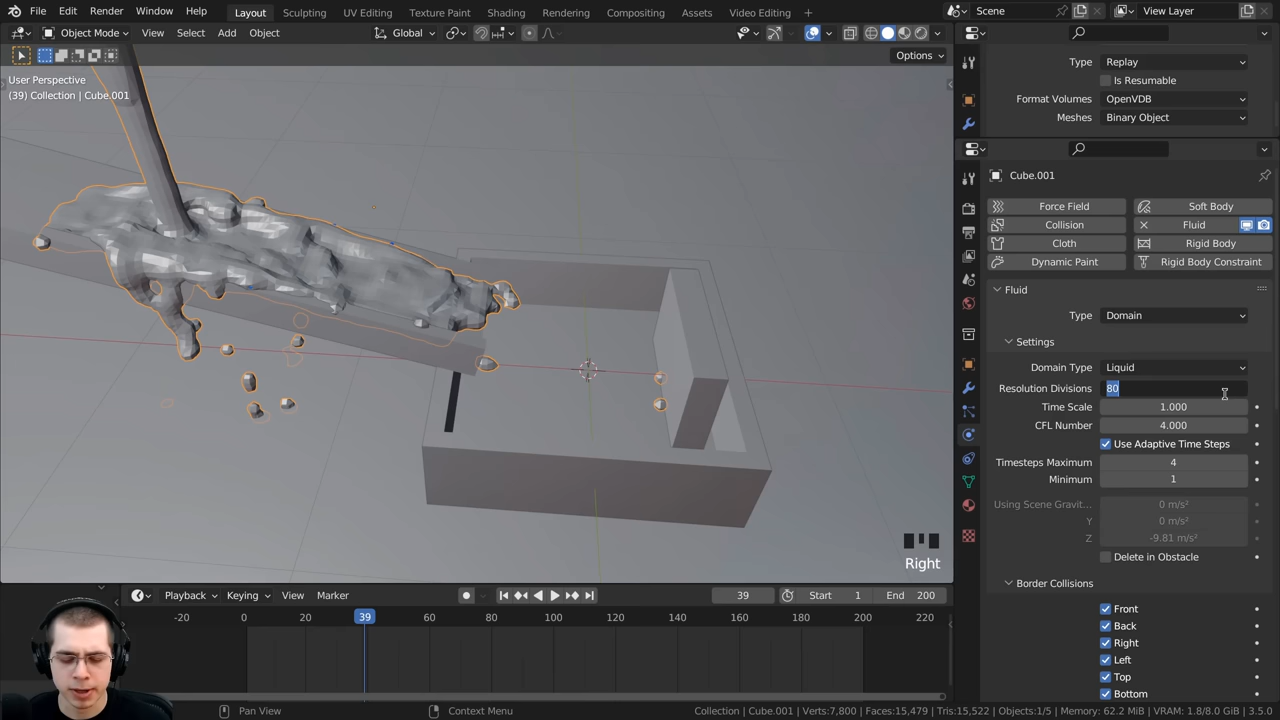 File Edit Render Window Help Layout Sculpting UV Editing Texture Paint Shading Rendering Compositing Assets Video Editing + Scene View Layer
Object Mode View Select Add Object Global
Options
User Perspective
(39) Collection | Cube.001
Type Replay
Is Resumable
Format Volumes OpenVDB
Meshes Binary Object
Cube.001
Force Field Soft Body
Collision Fluid
Cloth Rigid Body
Dynamic Paint Rigid Body Constraint
Fluid
Type Domain
Settings
Domain Type Liquid
Resolution Divisions 80
Time Scale 1.000
CFL Number 4.000
Use Adaptive Time Steps
Timesteps Maximum 4
Minimum 1
Using Scene Gravit... 0 m/s²
Y 0 m/s²
Z -9.81 m/s²
Delete in Obstacle
Border Collisions
Front
Back
Right
Left
Top
Bottom
Right
Playback Keying View Marker 39 Start 1 End 200
-20 0 20 39 60 80 100 120 140 160 180 200 220
Pan View Context Menu Collection | Cube.001 | Verts:7,800 | Faces:15,479 | Tris:15,522 | Objects:1/5 | Memory: 62.2 MiB | VRAM: 1.8/8.0 GiB | 3.5.0